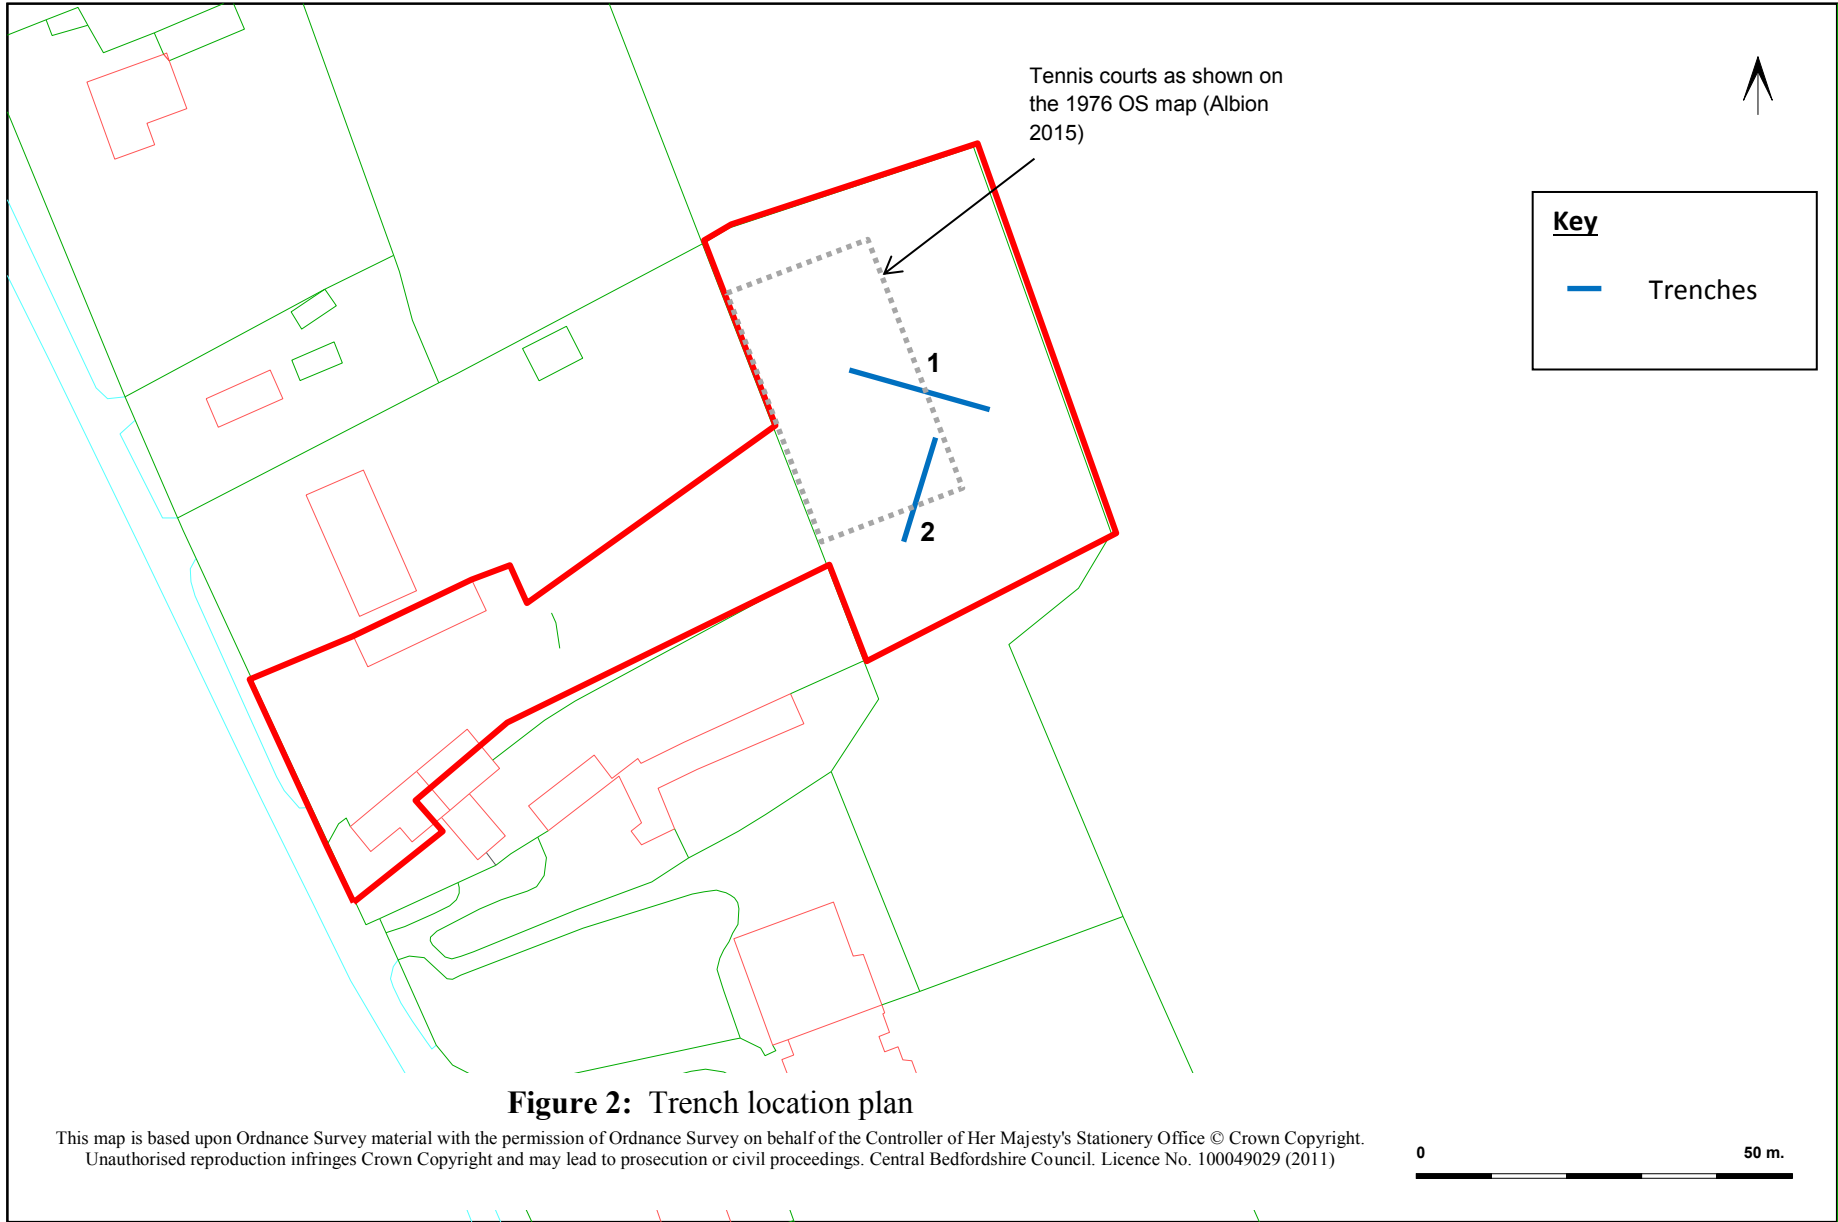 Tennis courts as shown on
the 1976 OS map (Albion
2015)
Key
Trenches
1
2
Figure 2: Trench location plan
This map is based upon Ordnance Survey material with the permission of Ordnance Survey on behalf of the Controller of Her Majesty's Stationery Office © Crown Copyright.
Unauthorised reproduction infringes Crown Copyright and may lead to prosecution or civil proceedings. Central Bedfordshire Council. Licence No. 100049029 (2011)
0 50 m.